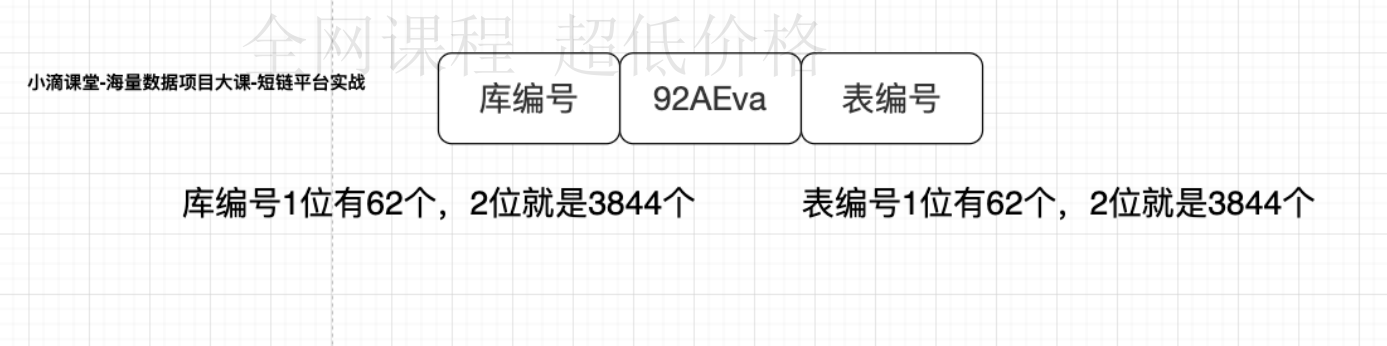 全网课程 超低价格
小滴课堂-海量数据项目大课-短链平台实战
库编号 92AEva 表编号
库编号1位有62个，2位就是3844个 表编号1位有62个，2位就是3844个